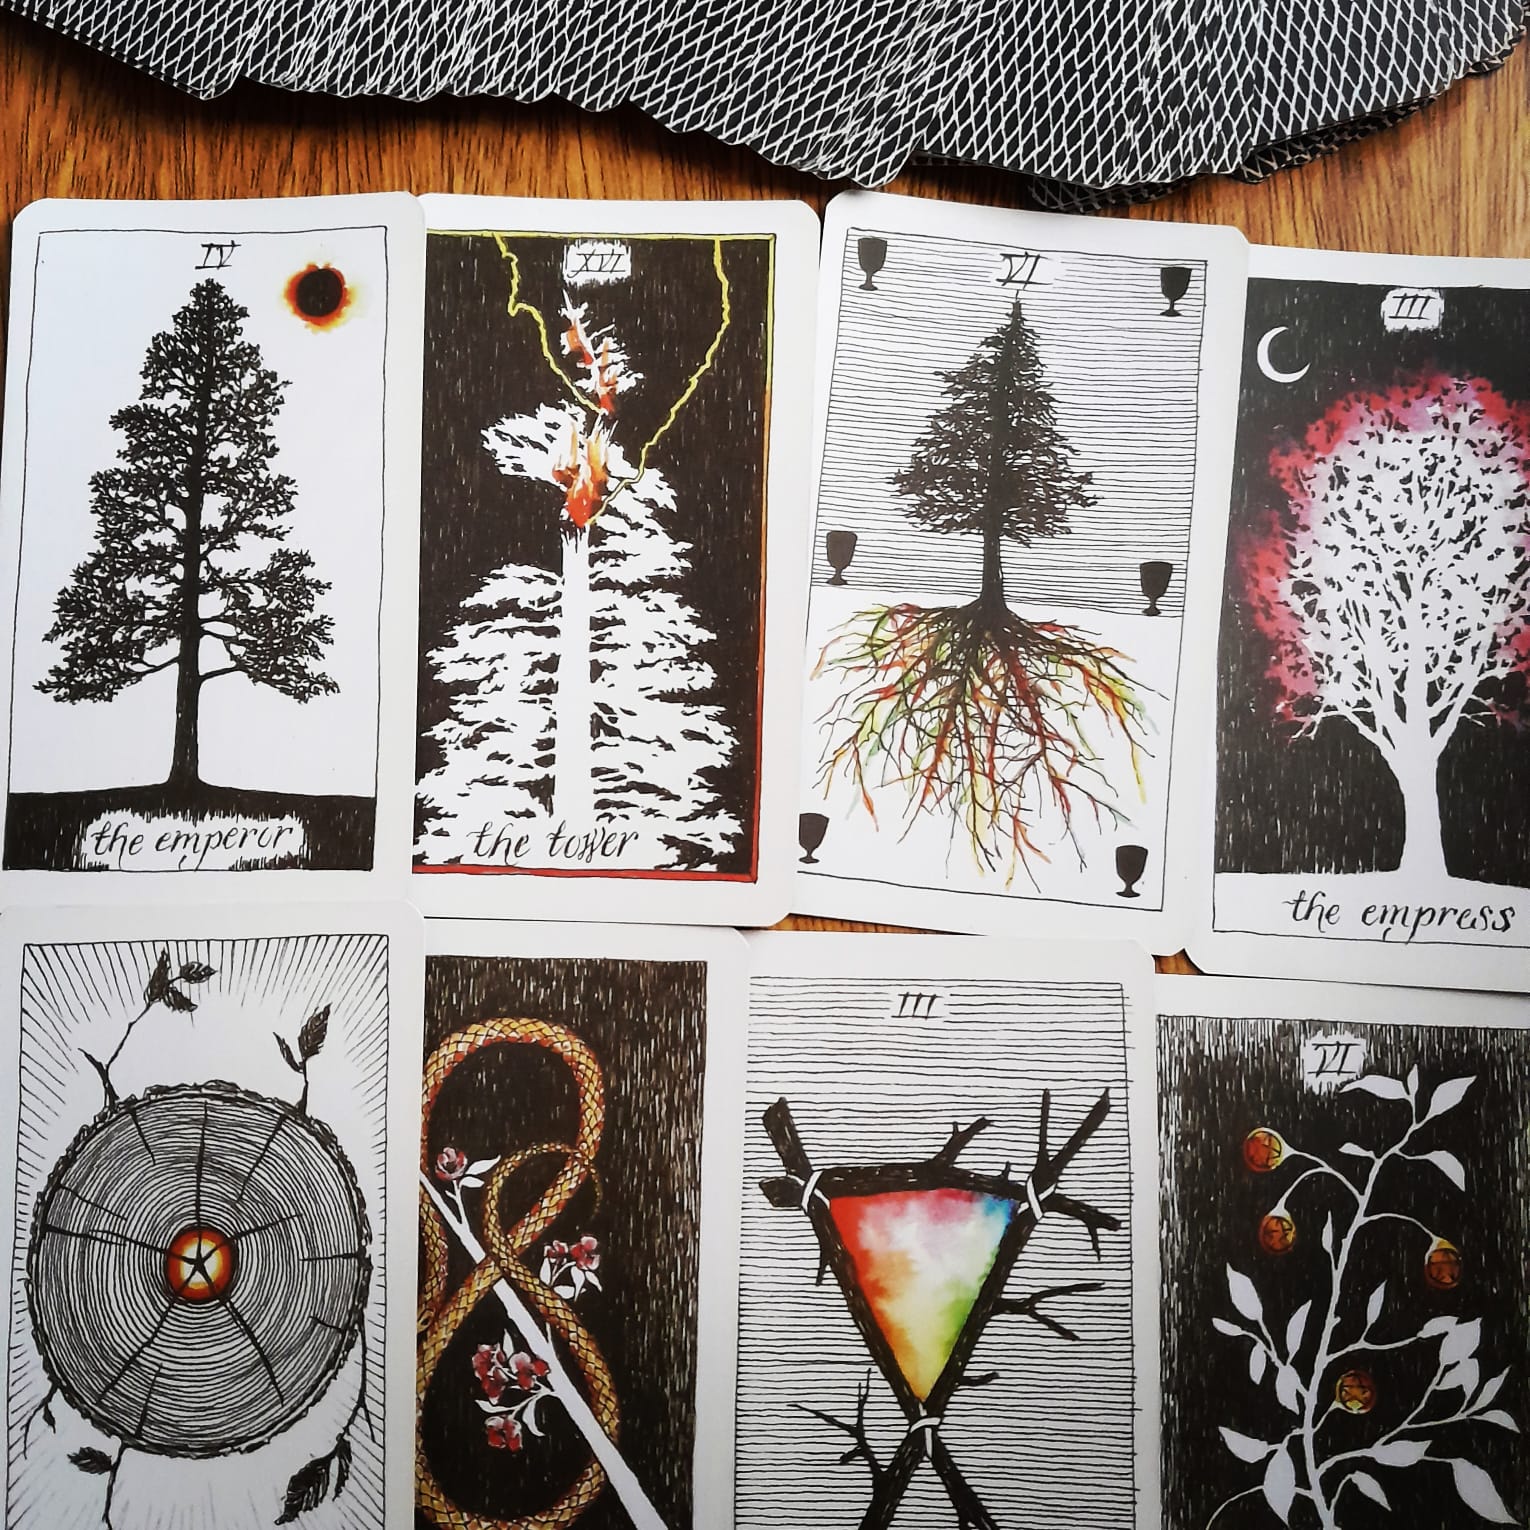 IV
XVI
VI
III
the emperor
the tower
the empress
III
VI